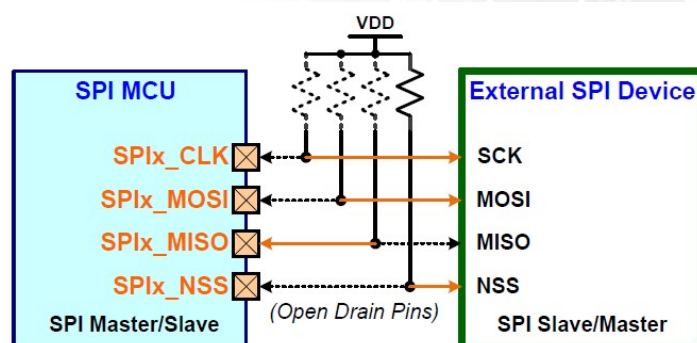 VDD
SPI MCU
External SPI Device
SPIx_CLK
SCK
SPIx_MOSI
MOSI
SPIx_MISO
MISO
SPIx_NSS
NSS
(Open Drain Pins)
SPI Master/Slave
SPI Slave/Master